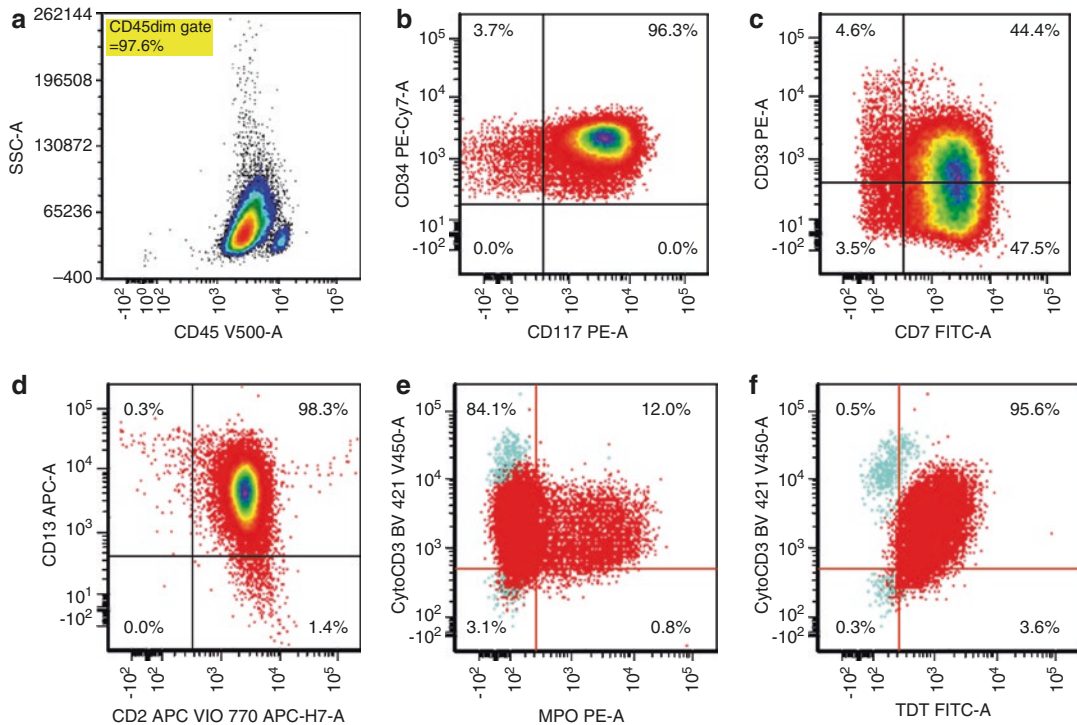 a
CD45dim gate
=97.6%
262144
196508
130872
65236
−400
SSC-A
-10² 10⁰ 10² 10³ 10⁴ 10⁵
CD45 V500-A
b
3.7% 96.3%
0.0% 0.0%
10⁵
10⁴
10³
10¹
-10²
CD34 PE-Cy7-A
-10² 10² 10³ 10⁴ 10⁵
CD117 PE-A
c
4.6% 44.4%
3.5% 47.5%
10⁵
10⁴
10³
10¹
-10²
CD33 PE-A
-10² 10² 10³ 10⁴ 10⁵
CD7 FITC-A
d
0.3% 98.3%
0.0% 1.4%
10⁵
10⁴
10³
10¹
-10²
CD13 APC-A
-10² 10² 10³ 10⁴ 10⁵
CD2 APC VIO 770 APC-H7-A
e
84.1% 12.0%
3.1% 0.8%
10⁵
10⁴
10³
10²
-10²
CytoCD3 BV 421 V450-A
-10² 10² 10³ 10⁴ 10⁵
MPO PE-A
f
0.5% 95.6%
0.3% 3.6%
10⁵
10⁴
10³
10²
-10²
CytoCD3 BV 421 V450-A
-10² 10² 10³ 10⁴ 10⁵
TDT FITC-A